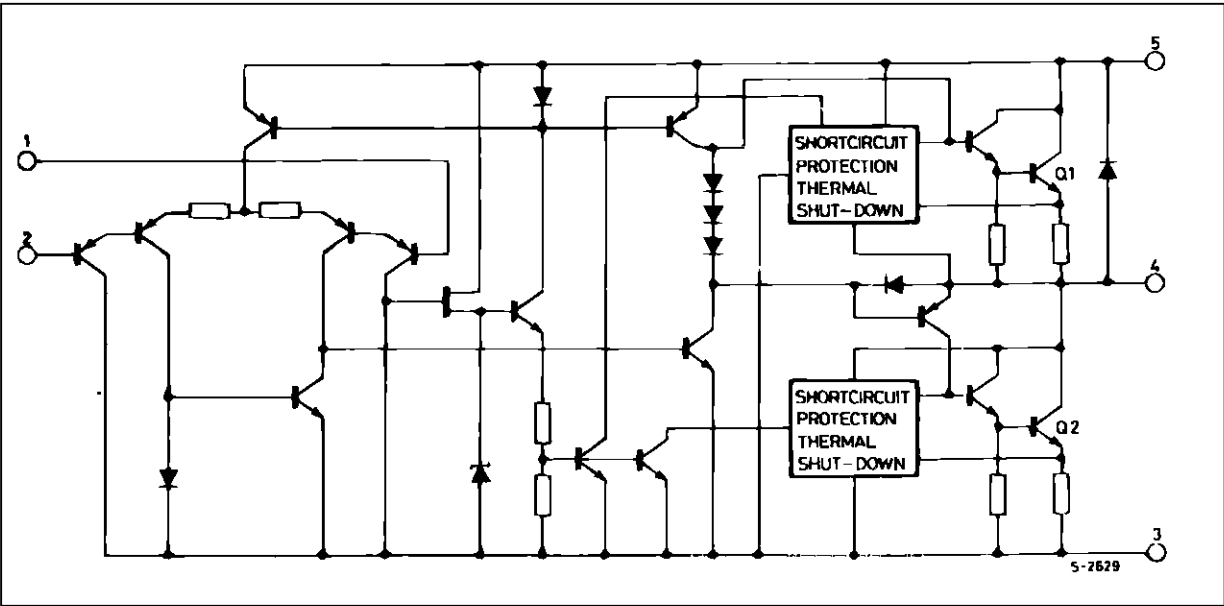 5
1
SHORTCIRCUIT
PROTECTION
THERMAL
SHUT-DOWN
Q1
2
4
SHORTCIRCUIT
PROTECTION
THERMAL
SHUT-DOWN
Q2
3
S-2629